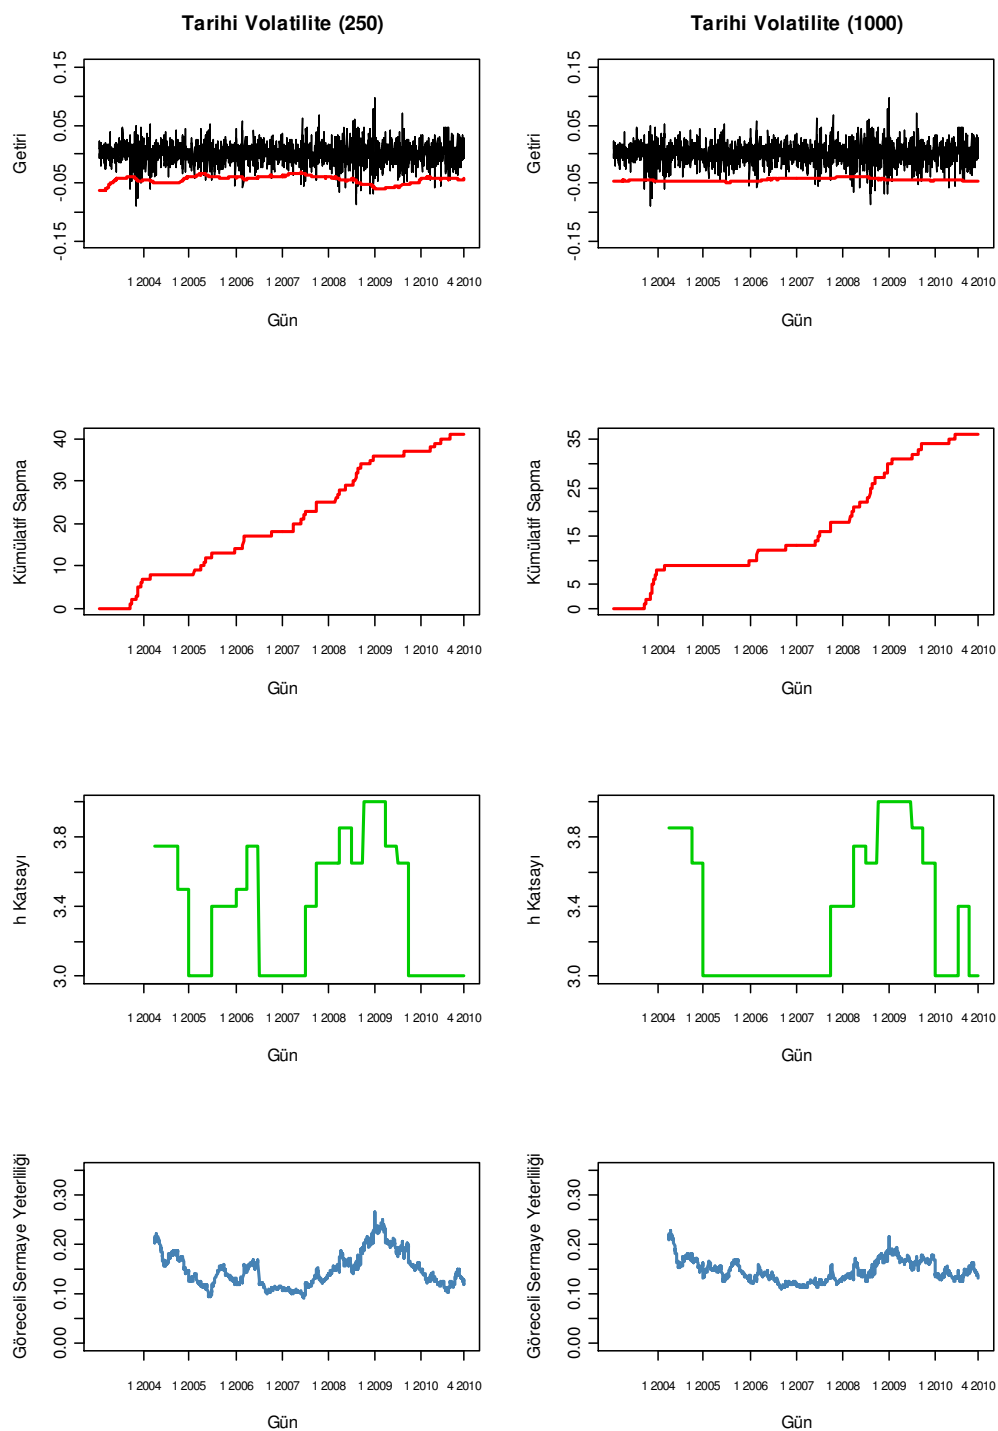 Tarihi Volatilite (250)
Getiri
0.15
0.05
-0.05
-0.15
1 2004 1 2005 1 2006 1 2007 1 2008 1 2009 1 2010 4 2010
Gün
Tarihi Volatilite (1000)
Getiri
0.15
0.05
-0.05
-0.15
1 2004 1 2005 1 2006 1 2007 1 2008 1 2009 1 2010 4 2010
Gün
Kümülatif Sapma
40
30
20
10
0
1 2004 1 2005 1 2006 1 2007 1 2008 1 2009 1 2010 4 2010
Gün
Kümülatif Sapma
35
25
15
5
0
1 2004 1 2005 1 2006 1 2007 1 2008 1 2009 1 2010 4 2010
Gün
h Katsayı
3.8
3.4
3.0
1 2004 1 2005 1 2006 1 2007 1 2008 1 2009 1 2010 4 2010
Gün
h Katsayı
3.8
3.4
3.0
1 2004 1 2005 1 2006 1 2007 1 2008 1 2009 1 2010 4 2010
Gün
Göreceli Sermaye Yeterliliği
0.30
0.20
0.10
0.00
1 2004 1 2005 1 2006 1 2007 1 2008 1 2009 1 2010 4 2010
Gün
Göreceli Sermaye Yeterliliği
0.30
0.20
0.10
0.00
1 2004 1 2005 1 2006 1 2007 1 2008 1 2009 1 2010 4 2010
Gün